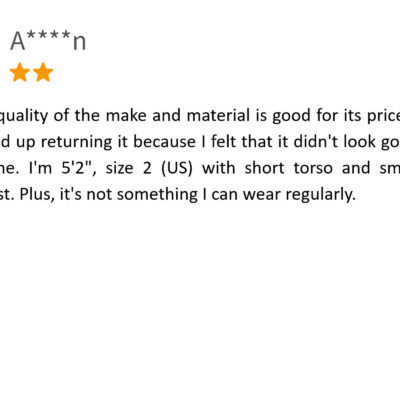 A****n
quality of the make and material is good for its price
d up returning it because I felt that it didn't look go
ne. I'm 5'2", size 2 (US) with short torso and sm
st. Plus, it's not something I can wear regularly.